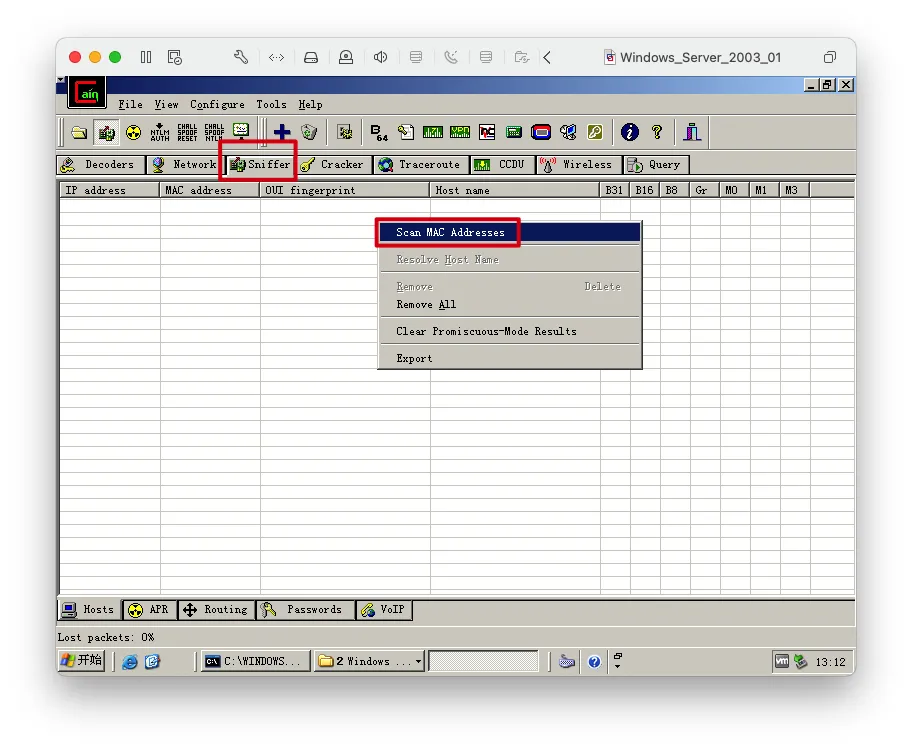 Windows_Server_2003_01
Cain
File View Configure Tools Help
NTLM AUTH
CHALL SPOOF RESET
CHALL SPOOF NTLM
B64
Decoders Network Sniffer Cracker Traceroute CCDU Wireless Query
IP address MAC address OUI fingerprint Host name B31 B16 B8 Gr M0 M1 M3
Scan MAC Addresses
Resolve Host Name
Remove Delete
Remove All
Clear Promiscuous-Mode Results
Export
Hosts APR Routing Passwords VoIP
Lost packets: 0%
开始 C:\WINDOWS... 2 Windows ... 13:12